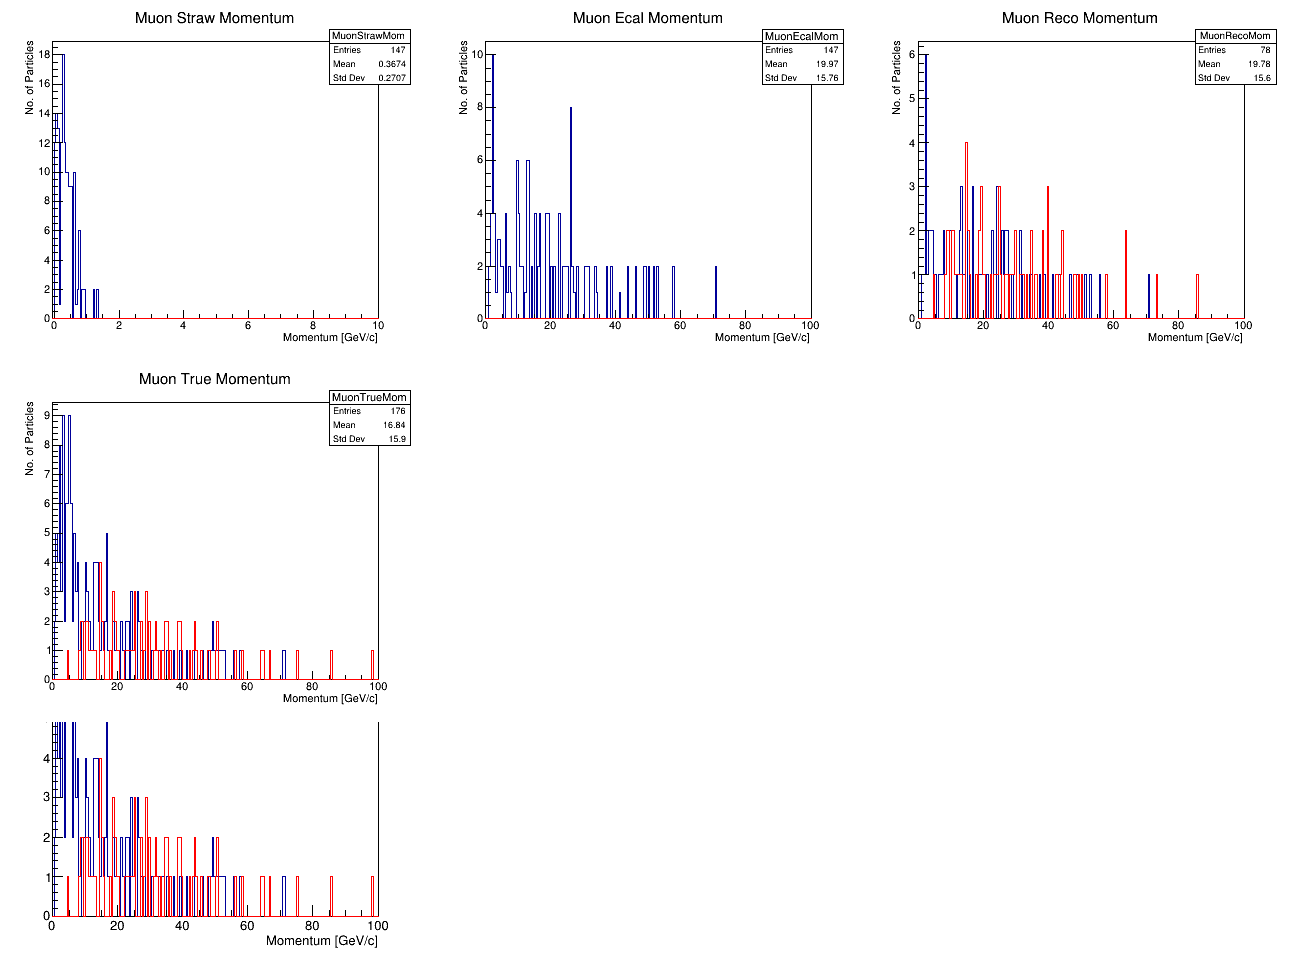 Muon Straw Momentum
MuonStrawMom
Entries 147
Mean 0.3674
Std Dev 0.2707
No. of Particles
18
16
14
12
10
8
6
4
2
0
0 2 4 6 8 10
Momentum [GeV/c]
Muon Ecal Momentum
MuonEcalMom
Entries 147
Mean 19.97
Std Dev 15.76
No. of Particles
10
8
6
4
2
0
0 20 40 60 80 100
Momentum [GeV/c]
Muon Reco Momentum
MuonRecoMom
Entries 78
Mean 19.78
Std Dev 15.6
No. of Particles
6
5
4
3
2
1
0
0 20 40 60 80 100
Momentum [GeV/c]
Muon True Momentum
MuonTrueMom
Entries 176
Mean 16.84
Std Dev 15.9
No. of Particles
9
8
7
6
5
4
3
2
1
0
0 20 40 60 80 100
Momentum [GeV/c]
4
3
2
1
0
0 20 40 60 80 100
Momentum [GeV/c]